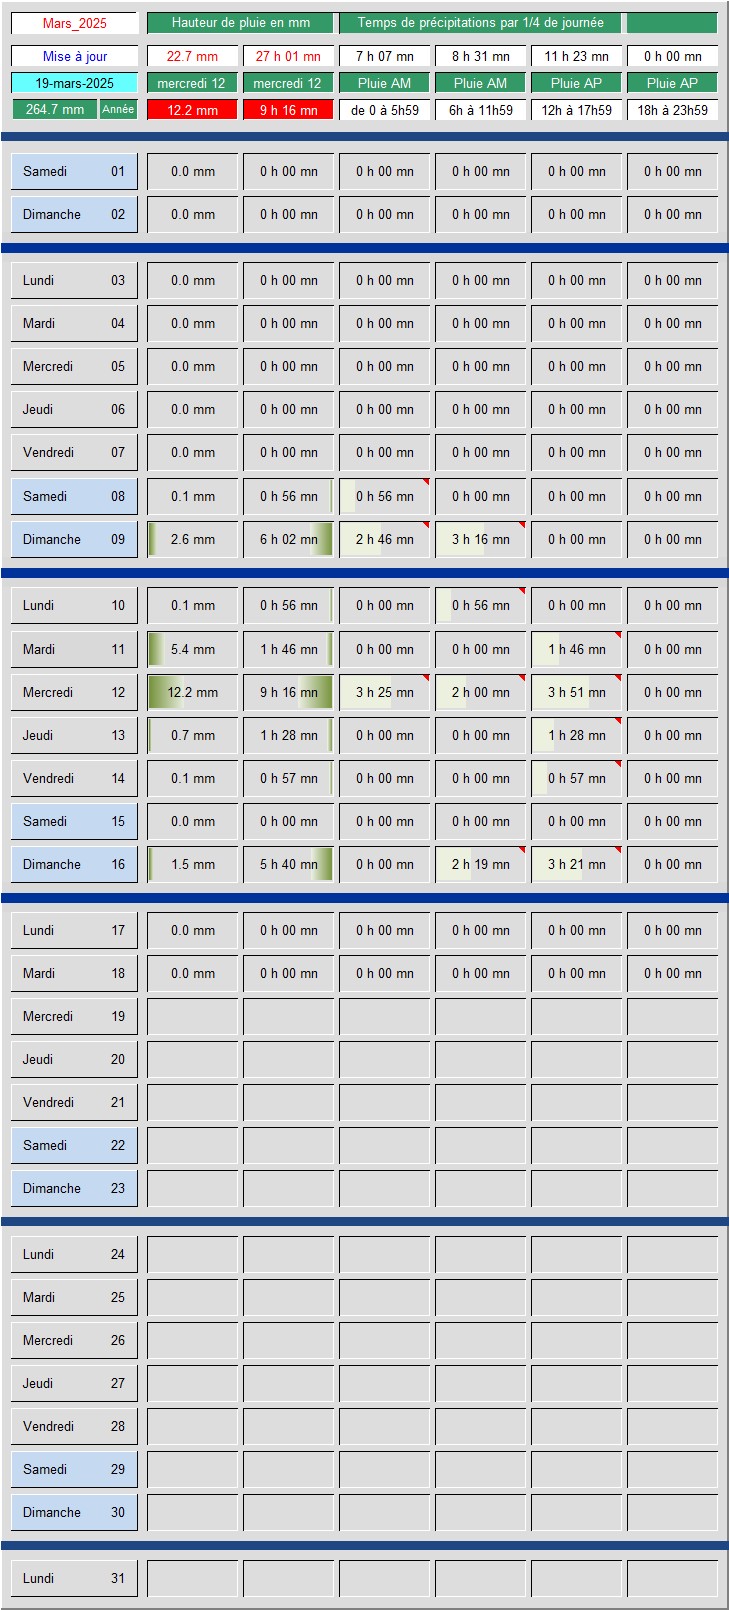 Mars_2025 Hauteur de pluie en mm Temps de précipitations par 1/4 de journée
Mise à jour 22.7 mm 27 h 01 mn 7 h 07 mn 8 h 31 mn 11 h 23 mn 0 h 00 mn
19-mars-2025 mercredi 12 mercredi 12 Pluie AM Pluie AM Pluie AP Pluie AP
264.7 mm Année 12.2 mm 9 h 16 mn de 0 à 5h59 6h à 11h59 12h à 17h59 18h à 23h59
Samedi 01 0.0 mm 0 h 00 mn 0 h 00 mn 0 h 00 mn 0 h 00 mn 0 h 00 mn
Dimanche 02 0.0 mm 0 h 00 mn 0 h 00 mn 0 h 00 mn 0 h 00 mn 0 h 00 mn
Lundi 03 0.0 mm 0 h 00 mn 0 h 00 mn 0 h 00 mn 0 h 00 mn 0 h 00 mn
Mardi 04 0.0 mm 0 h 00 mn 0 h 00 mn 0 h 00 mn 0 h 00 mn 0 h 00 mn
Mercredi 05 0.0 mm 0 h 00 mn 0 h 00 mn 0 h 00 mn 0 h 00 mn 0 h 00 mn
Jeudi 06 0.0 mm 0 h 00 mn 0 h 00 mn 0 h 00 mn 0 h 00 mn 0 h 00 mn
Vendredi 07 0.0 mm 0 h 00 mn 0 h 00 mn 0 h 00 mn 0 h 00 mn 0 h 00 mn
Samedi 08 0.1 mm 0 h 56 mn 0 h 56 mn 0 h 00 mn 0 h 00 mn 0 h 00 mn
Dimanche 09 2.6 mm 6 h 02 mn 2 h 46 mn 3 h 16 mn 0 h 00 mn 0 h 00 mn
Lundi 10 0.1 mm 0 h 56 mn 0 h 00 mn 0 h 56 mn 0 h 00 mn 0 h 00 mn
Mardi 11 5.4 mm 1 h 46 mn 0 h 00 mn 0 h 00 mn 1 h 46 mn 0 h 00 mn
Mercredi 12 12.2 mm 9 h 16 mn 3 h 25 mn 2 h 00 mn 3 h 51 mn 0 h 00 mn
Jeudi 13 0.7 mm 1 h 28 mn 0 h 00 mn 0 h 00 mn 1 h 28 mn 0 h 00 mn
Vendredi 14 0.1 mm 0 h 57 mn 0 h 00 mn 0 h 00 mn 0 h 57 mn 0 h 00 mn
Samedi 15 0.0 mm 0 h 00 mn 0 h 00 mn 0 h 00 mn 0 h 00 mn 0 h 00 mn
Dimanche 16 1.5 mm 5 h 40 mn 0 h 00 mn 2 h 19 mn 3 h 21 mn 0 h 00 mn
Lundi 17 0.0 mm 0 h 00 mn 0 h 00 mn 0 h 00 mn 0 h 00 mn 0 h 00 mn
Mardi 18 0.0 mm 0 h 00 mn 0 h 00 mn 0 h 00 mn 0 h 00 mn 0 h 00 mn
Mercredi 19
Jeudi 20
Vendredi 21
Samedi 22
Dimanche 23
Lundi 24
Mardi 25
Mercredi 26
Jeudi 27
Vendredi 28
Samedi 29
Dimanche 30
Lundi 31